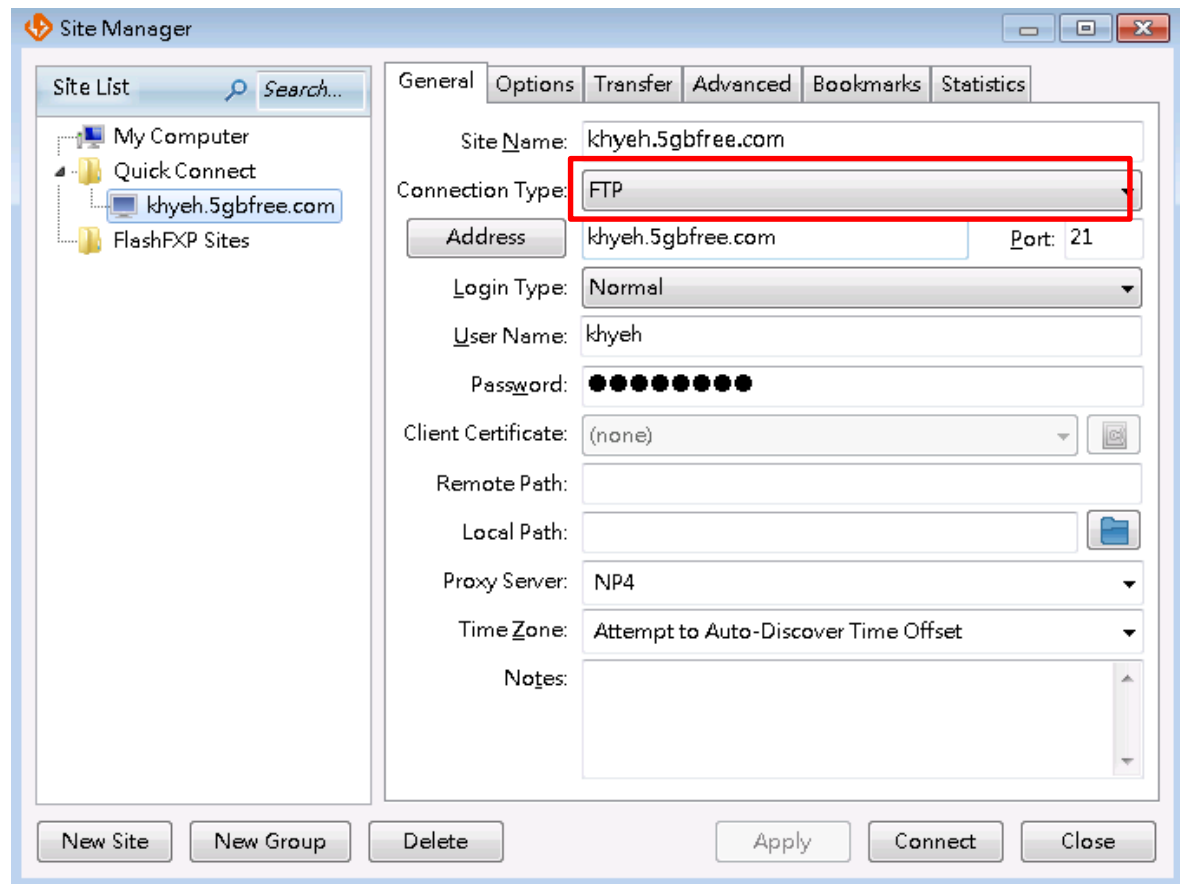 Site Manager
Site List
Search...
My Computer
Quick Connect
khyeh.5gbfree.com
FlashFXP Sites
General Options Transfer Advanced Bookmarks Statistics
Site Name: khyeh.5gbfree.com
Connection Type: FTP
Address khyeh.5gbfree.com Port: 21
Login Type: Normal
User Name: khyeh
Password: ●●●●●●●●
Client Certificate: (none)
Remote Path:
Local Path:
Proxy Server: NP4
Time Zone: Attempt to Auto-Discover Time Offset
Notes:
New Site New Group Delete Apply Connect Close